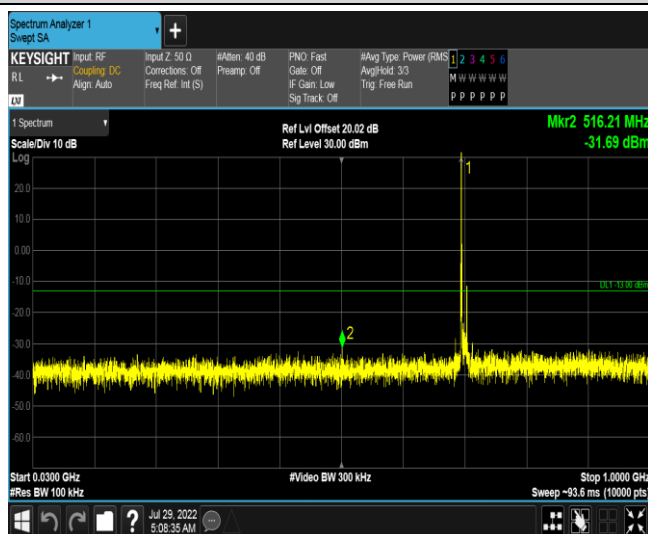 Spectrum Analyzer 1
Swept SA
KEYSIGHT
RL
LXI
Input: RF
Coupling: DC
Align: Auto
Input Z: 50 Ω
Corrections: Off
Freq Ref: Int (S)
#Atten: 40 dB
Preamp: Off
PNO: Fast
Gate: Off
IF Gain: Low
Sig Track: Off
#Avg Type: Power (RMS
Avg|Hold: 3/3
Trig: Free Run
1 2 3 4 5 6
M W W W W W
P P P P P P
1 Spectrum
Scale/Div 10 dB
Log
Ref Lvl Offset 20.02 dB
Ref Level 30.00 dBm
Mkr2 516.21 MHz
-31.69 dBm
1
20.0
10.0
0.00
-10.0
DL1 -13.00 dBm
-20.0
2
-30.0
-40.0
-50.0
-60.0
Start 0.0300 GHz
#Video BW 300 kHz
Stop 1.0000 GHz
#Res BW 100 kHz
Sweep ~93.6 ms (10000 pts)
?
Jul 29, 2022
5:08:35 AM